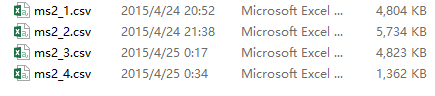 ms2_1.csv 2015/4/24 20:52 Microsoft Excel ... 4,804 KB
ms2_2.csv 2015/4/24 21:38 Microsoft Excel ... 5,734 KB
ms2_3.csv 2015/4/25 0:17 Microsoft Excel ... 4,823 KB
ms2_4.csv 2015/4/25 0:34 Microsoft Excel ... 1,362 KB